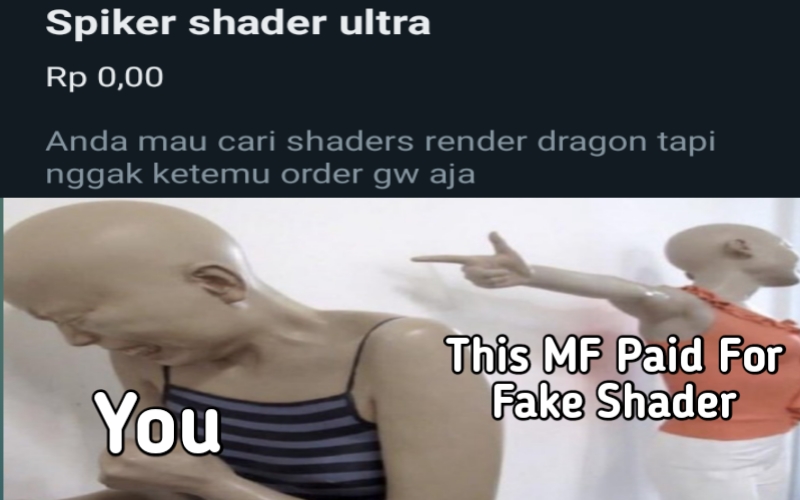 Spiker shader ultra
Rp 0,00
Anda mau cari shaders render dragon tapi
nggak ketemu order gw aja
This MF Paid For
Fake Shader
You